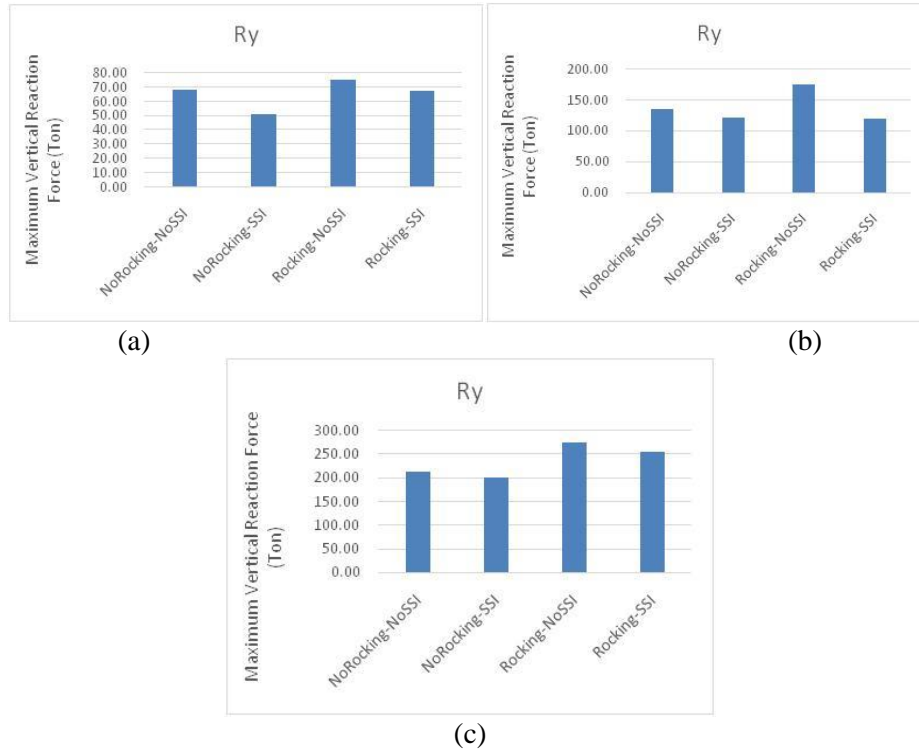 Ry
Maximum Vertical Reaction
Force (Ton)
80.00
70.00
60.00
50.00
40.00
30.00
20.00
10.00
0.00
NoRocking-NoSSI
NoRocking-SSI
Rocking-NoSSI
Rocking-SSI
(a)
Ry
Maximum Vertical Reaction
Force (Ton)
200.00
150.00
100.00
50.00
0.00
NoRocking-NoSSI
NoRocking-SSI
Rocking-NoSSI
Rocking-SSI
(b)
Ry
Maximum Vertical Reaction Force
(Ton)
300.00
250.00
200.00
150.00
100.00
50.00
0.00
NoRocking-NoSSI
NoRocking-SSI
Rocking-NoSSI
Rocking-SSI
(c)